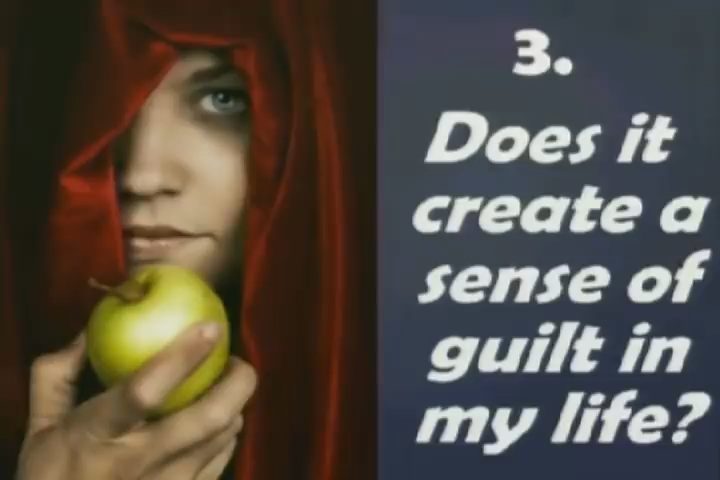 3.
Does it
create a
sense of
guilt in
my life?